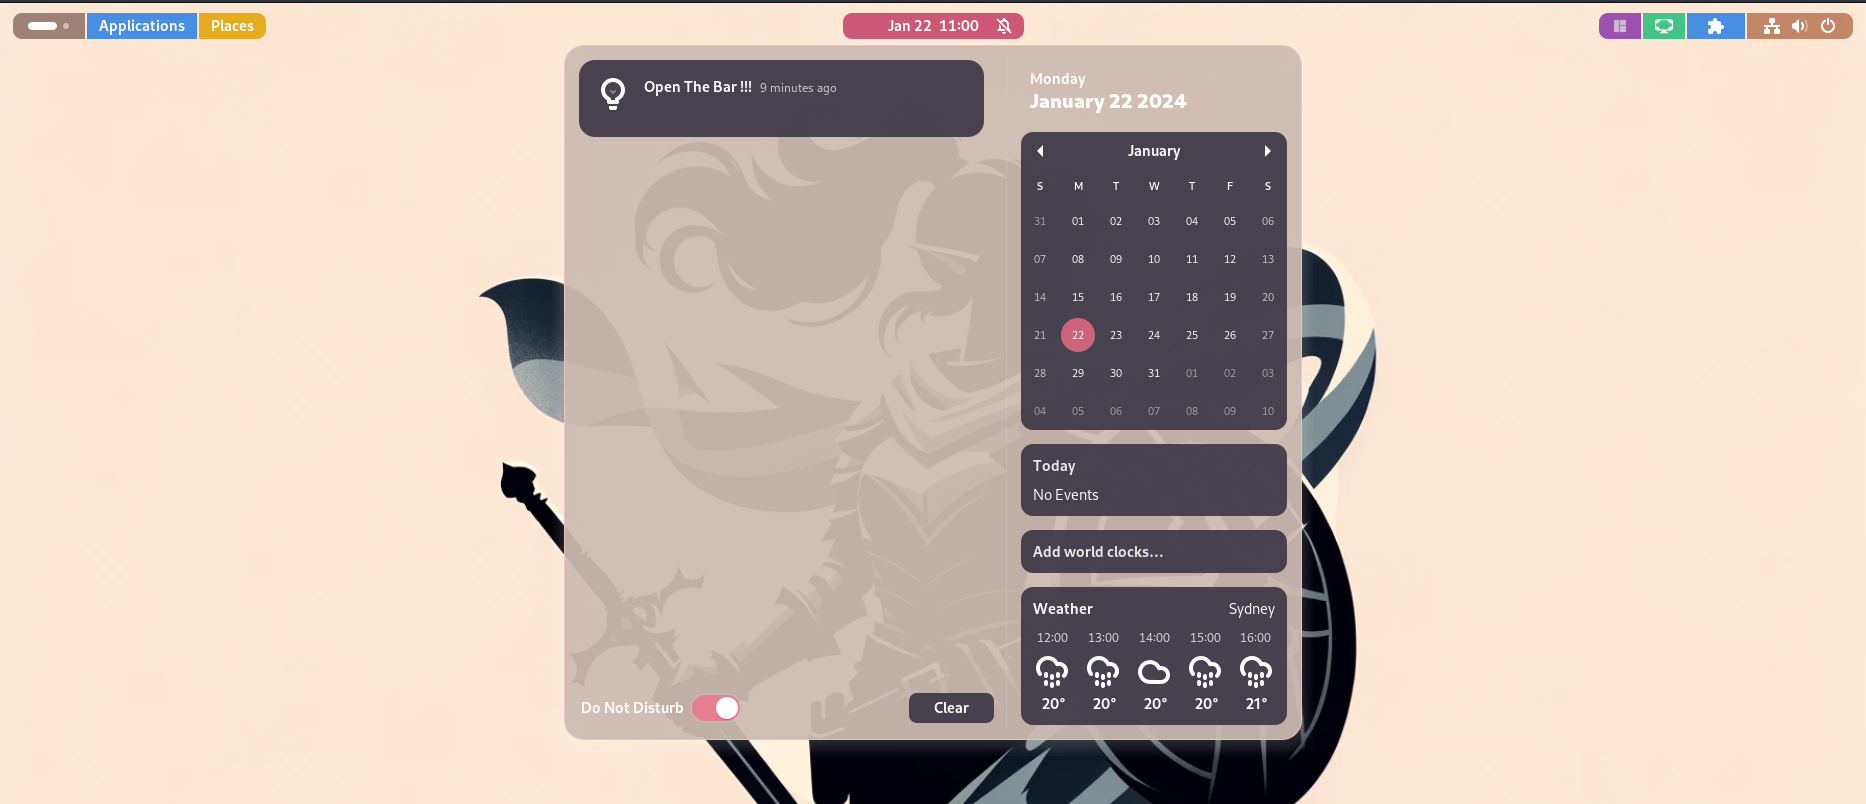 Applications Places Jan 22 11:00
Open The Bar !!! 9 minutes ago
Do Not Disturb Clear
Monday
January 22 2024
January
S M T W T F S
31 01 02 03 04 05 06
07 08 09 10 11 12 13
14 15 16 17 18 19 20
21 22 23 24 25 26 27
28 29 30 31 01 02 03
04 05 06 07 08 09 10
Today
No Events
Add world clocks…
Weather Sydney
12:00 13:00 14:00 15:00 16:00
20° 20° 20° 20° 21°